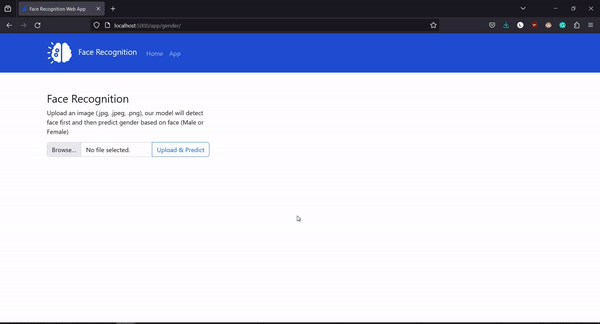 Face Recognition Web App
localhost:5000/app/gender/
Face Recognition Home App
Face Recognition
Upload an image (.jpg, .jpeg, .png), our model will detect
face first and then predict gender based on face (Male or
Female)
Browse... No file selected. Upload & Predict